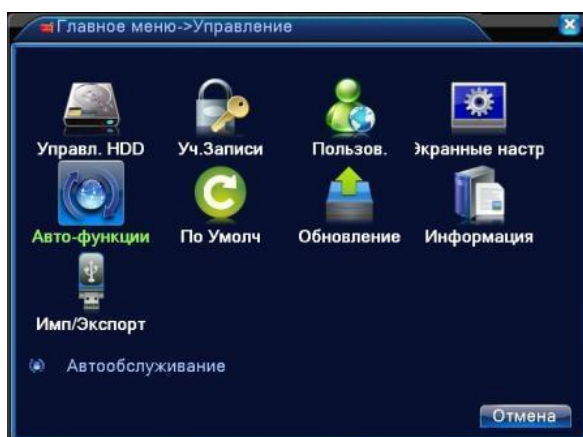 Главное меню->Управление
Управл. HDD Уч.Записи Пользов. Экранные настр
Авто-функции По Умолч Обновление Информация
Имп/Экспорт
Автообслуживание
Отмена